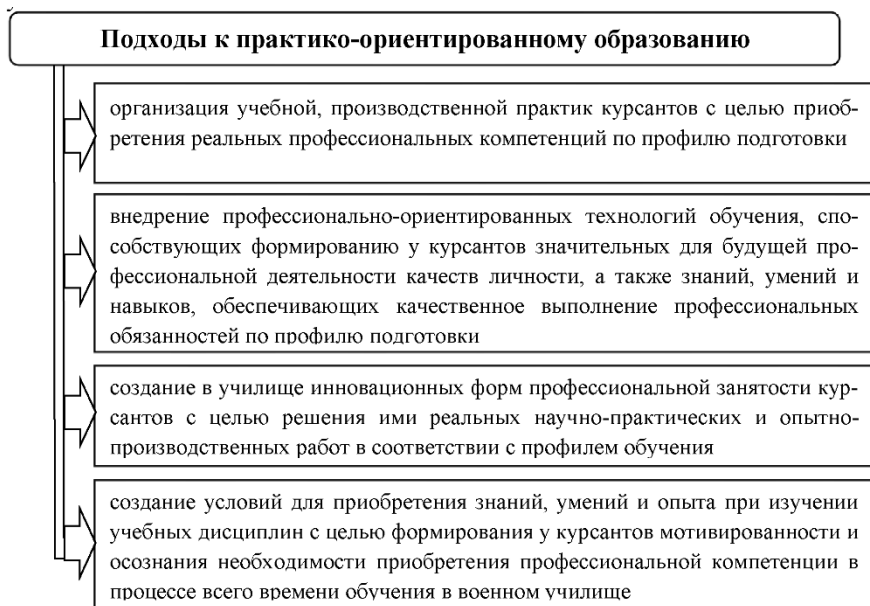 Подходы к практико-ориентированному образованию
организация учебной, производственной практик курсантов с целью приоб-
ретения реальных профессиональных компетенций по профилю подготовки
внедрение профессионально-ориентированных технологий обучения, спо-
собствующих формированию у курсантов значительных для будущей про-
фессиональной деятельности качеств личности, а также знаний, умений и
навыков, обеспечивающих качественное выполнение профессиональных
обязанностей по профилю подготовки
создание в училище инновационных форм профессиональной занятости кур-
сантов с целью решения ими реальных научно-практических и опытно-
производственных работ в соответствии с профилем обучения
создание условий для приобретения знаний, умений и опыта при изучении
учебных дисциплин с целью формирования у курсантов мотивированности и
осознания необходимости приобретения профессиональной компетенции в
процессе всего времени обучения в военном училище